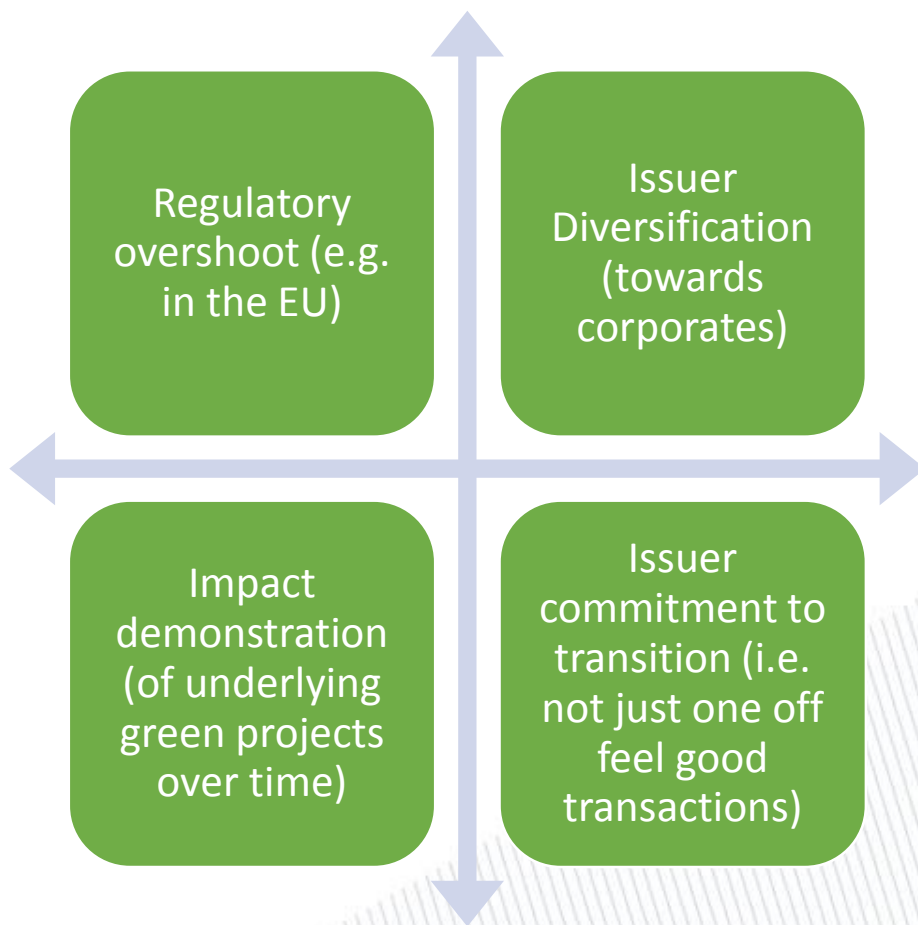 Regulatory
overshoot (e.g.
in the EU)
Issuer
Diversification
(towards
corporates)
Impact
demonstration
(of underlying
green projects
over time)
Issuer
commitment to
transition (i.e.
not just one off
feel good
transactions)